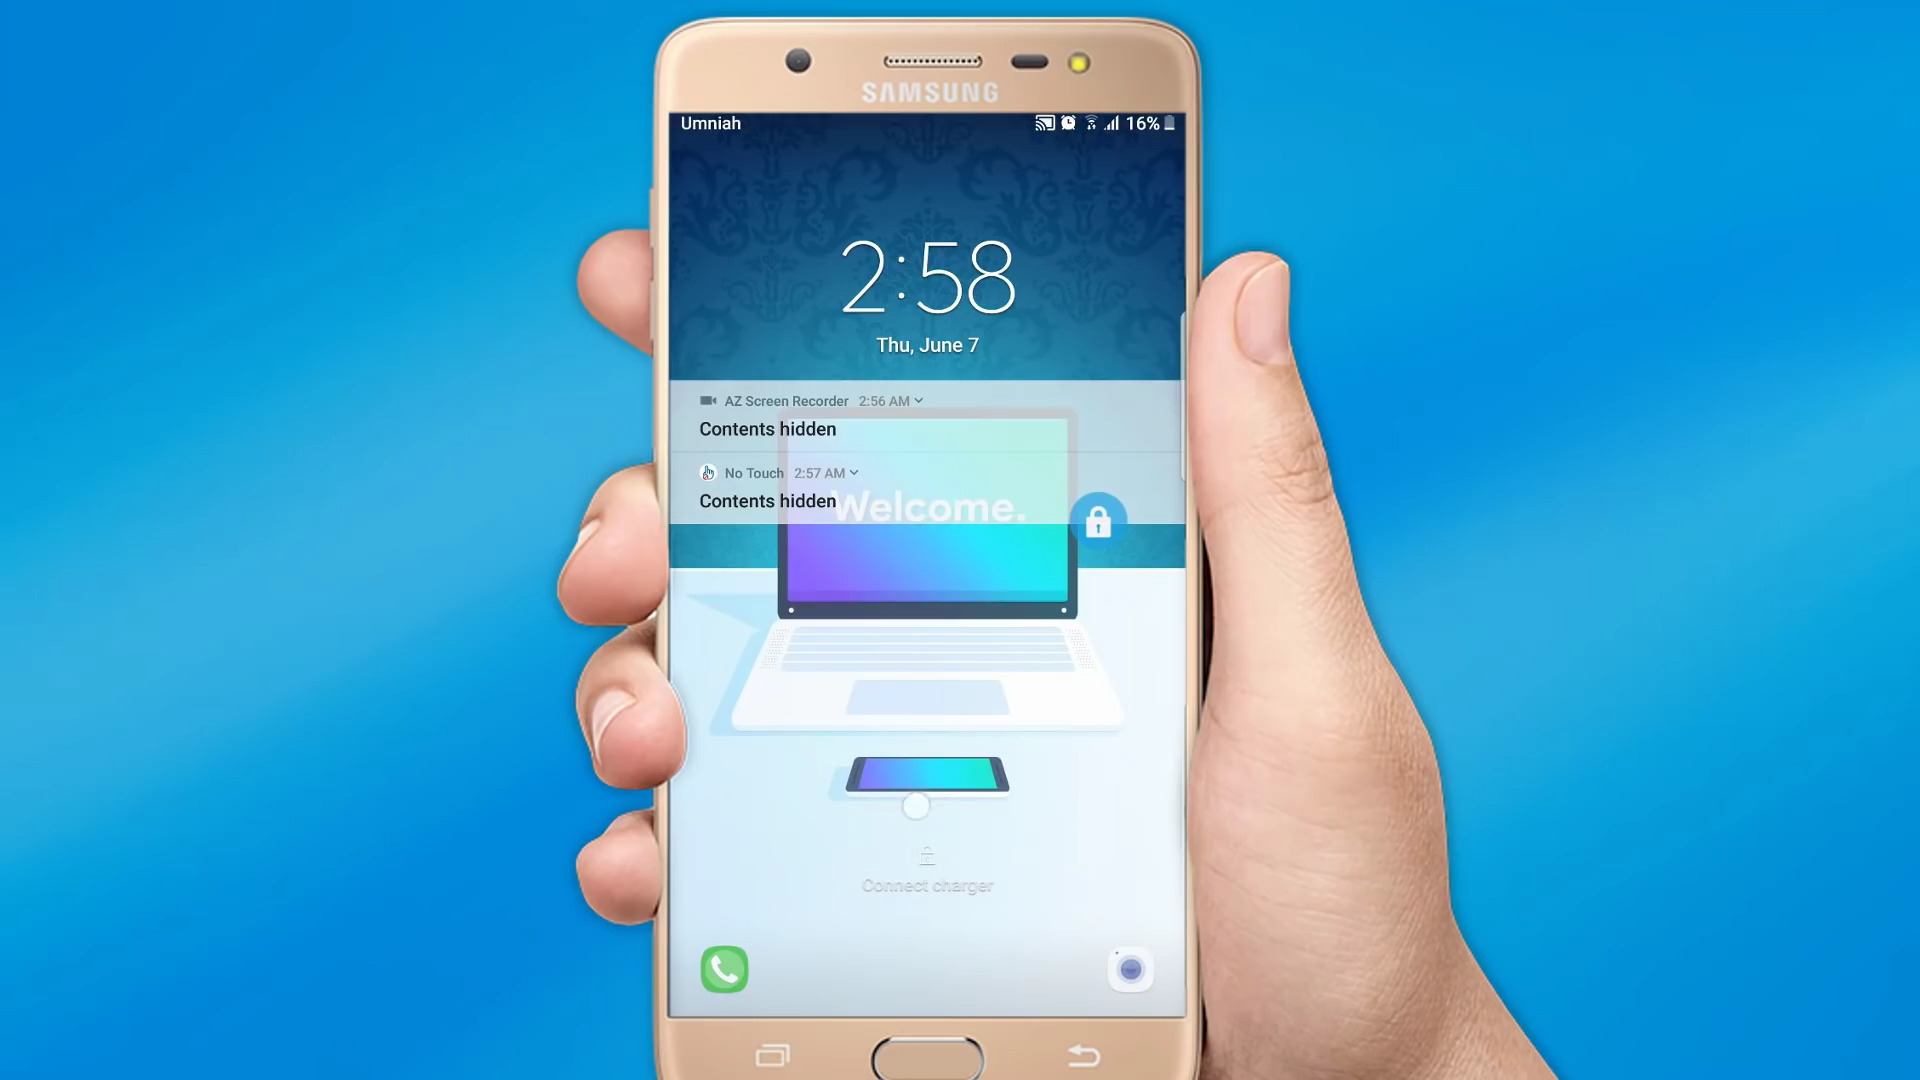 SAMSUNG
Umniah
16%
2:58
Thu, June 7
AZ Screen Recorder 2:56 AM
Contents hidden
No Touch 2:57 AM
Contents hidden
Welcome.
Connect charger